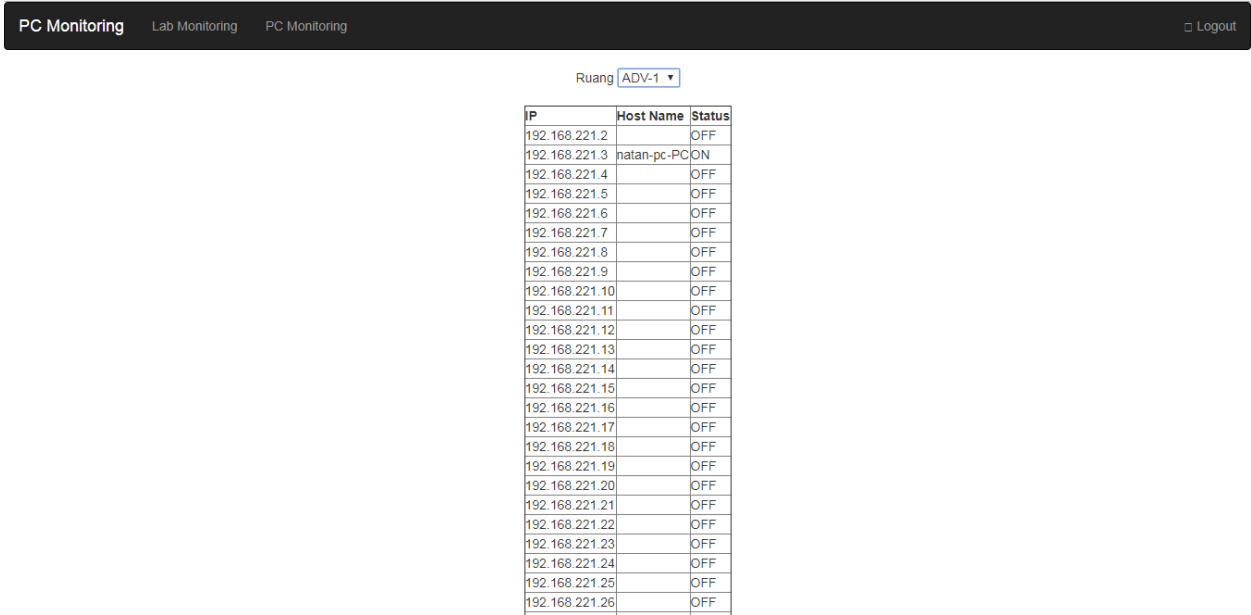 PC Monitoring Lab Monitoring PC Monitoring Logout
Ruang ADV-1
IP Host Name Status
192.168.221.2 OFF
192.168.221.3 natan-pc-PC ON
192.168.221.4 OFF
192.168.221.5 OFF
192.168.221.6 OFF
192.168.221.7 OFF
192.168.221.8 OFF
192.168.221.9 OFF
192.168.221.10 OFF
192.168.221.11 OFF
192.168.221.12 OFF
192.168.221.13 OFF
192.168.221.14 OFF
192.168.221.15 OFF
192.168.221.16 OFF
192.168.221.17 OFF
192.168.221.18 OFF
192.168.221.19 OFF
192.168.221.20 OFF
192.168.221.21 OFF
192.168.221.22 OFF
192.168.221.23 OFF
192.168.221.24 OFF
192.168.221.25 OFF
192.168.221.26 OFF